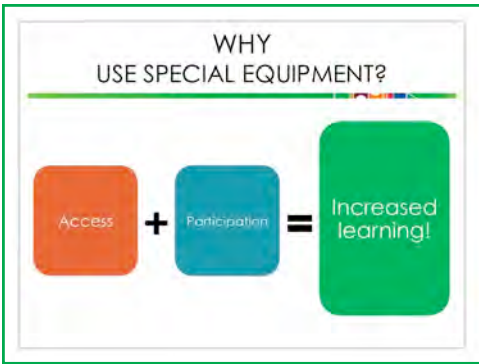 WHY
USE SPECIAL EQUIPMENT?
Access + Participation = Increased
learning!